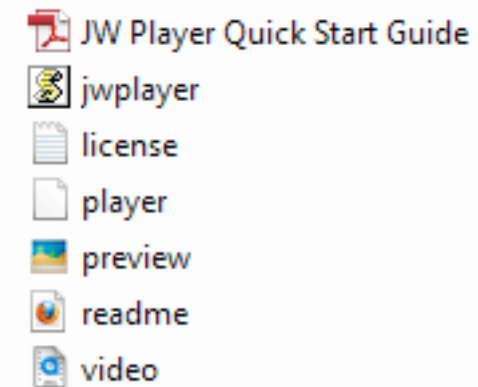 JW Player Quick Start Guide
jwplayer
license
player
preview
readme
video